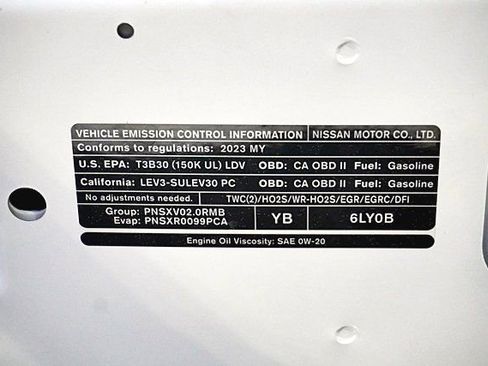 VEHICLE EMISSION CONTROL INFORMATION NISSAN MOTOR CO., LTD.
Conforms to regulations: 2023 MY
U.S. EPA: T3B30 (150K UL) LDV OBD: CA OBD II Fuel: Gasoline
California: LEV3-SULEV30 PC OBD: CA OBD II Fuel: Gasoline
No adjustments needed. TWC(2)/HO2S/WR-HO2S/EGR/EGRC/DFI
Group: PNSXV02.0RMB
Evap: PNSXR0099PCA
YB
6LY0B
Engine Oil Viscosity: SAE 0W-20